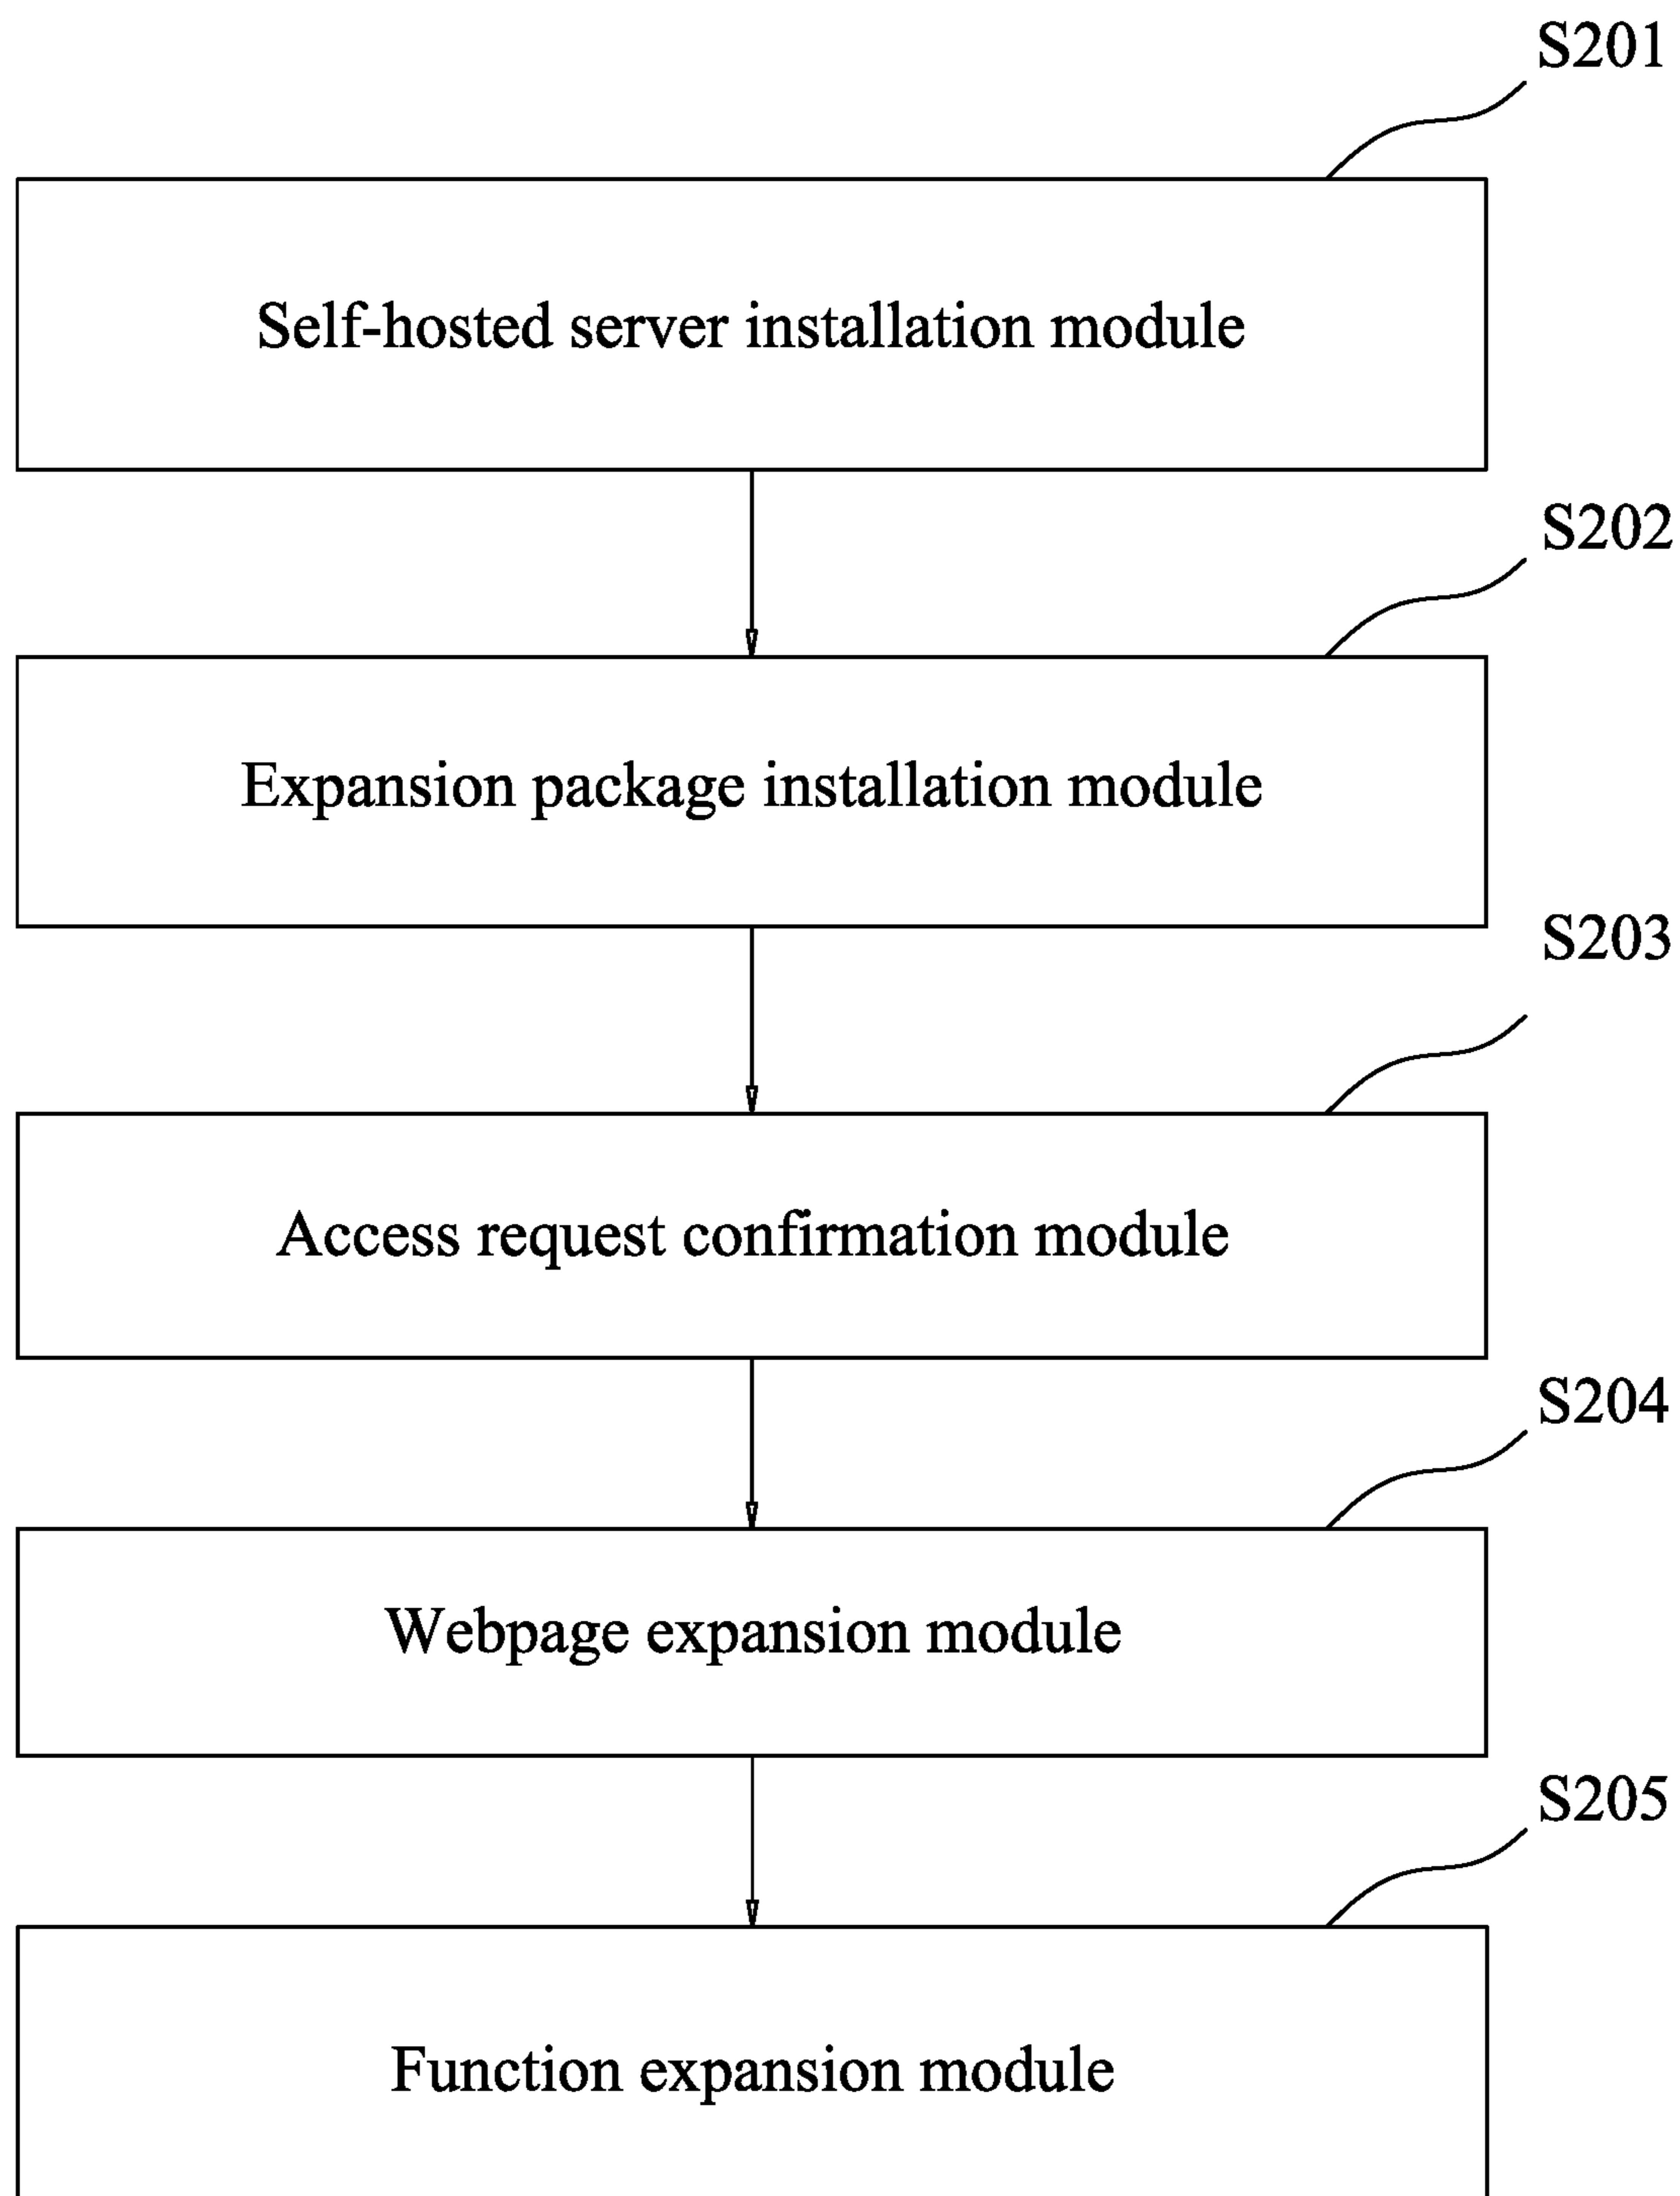 S201
Self-hosted server installation module
S202
Expansion package installation module
S203
Access request confirmation module
S204
Webpage expansion module
S205
Function expansion module